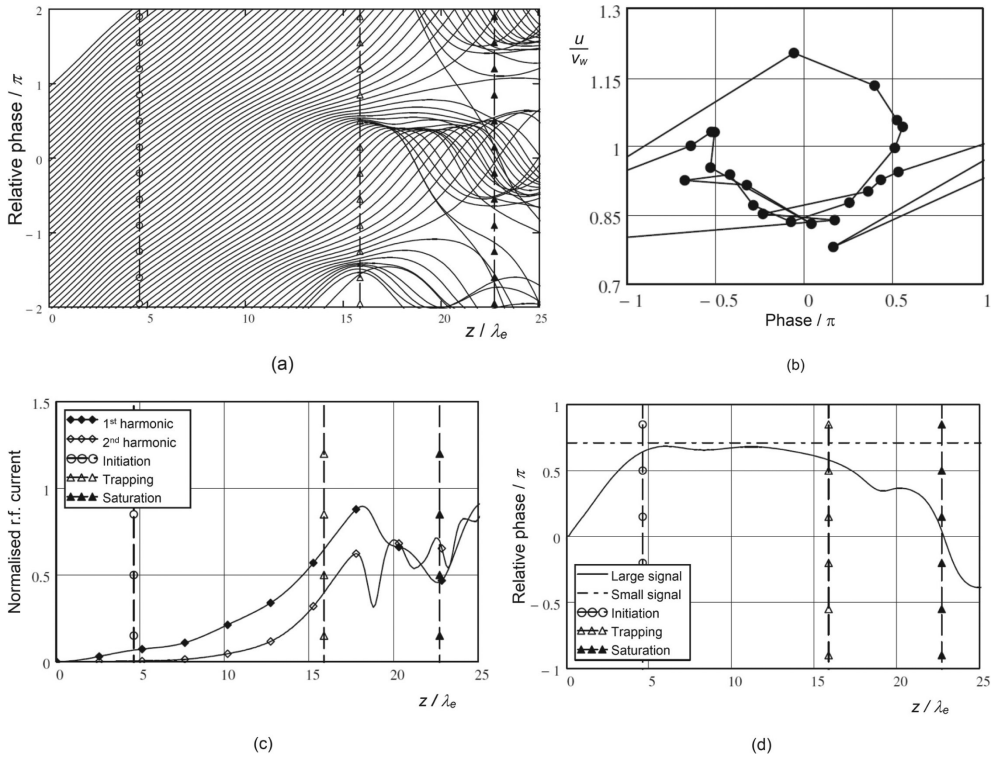 2
1
0
− 1
− 2
Relative phase / π
0
5
10
15
20
25
z / λe
(a)
u
vw
1.3
1.15
1
0.85
0.7
− 1
− 0.5
0
0.5
1
Phase / π
(b)
1.5
1
0.5
0
Normalised r.f. current
1st harmonic
2nd harmonic
Initiation
Trapping
Saturation
0
5
10
15
20
25
z / λe
(c)
1
0.5
0
− 0.5
− 1
Relative phase / π
Large signal
Small signal
Initiation
Trapping
Saturation
0
5
10
15
20
25
z / λe
(d)